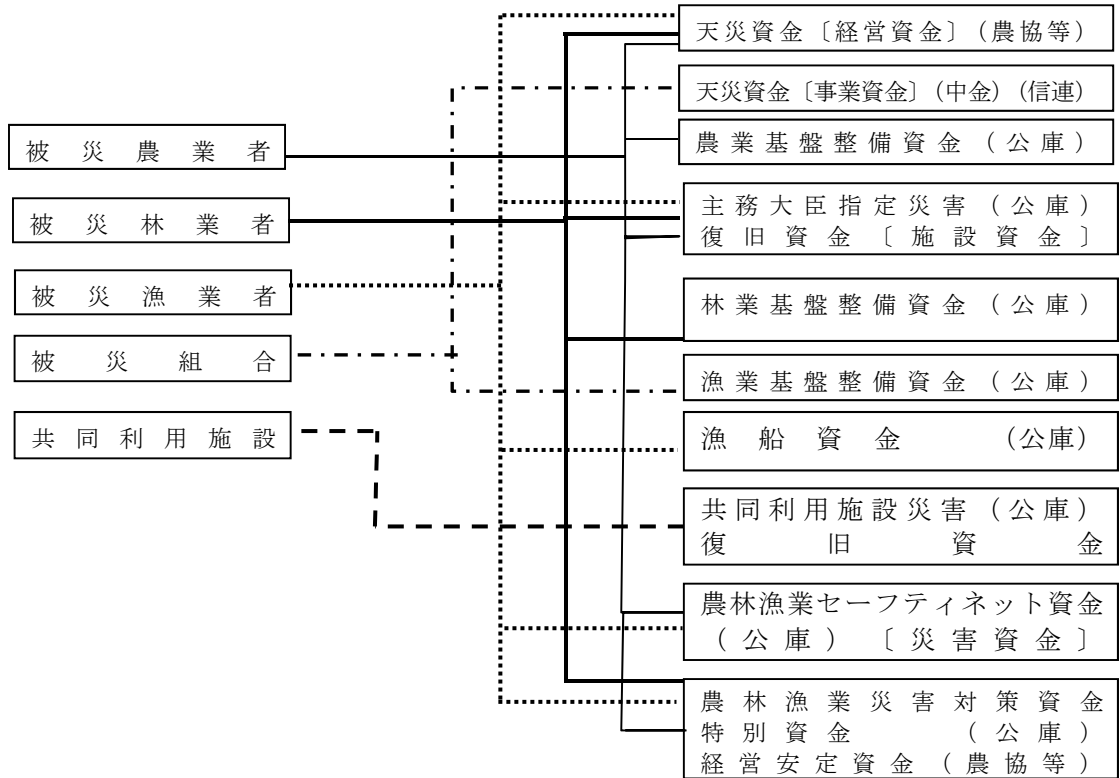 被災農業者
被災林業者
被災漁業者
被災組合
共同利用施設
天災資金〔経営資金〕(農協等)
天災資金〔事業資金〕(中金)(信連)
農業基盤整備資金(公庫)
主務大臣指定災害(公庫)
復旧資金〔施設資金〕
林業基盤整備資金(公庫)
漁業基盤整備資金(公庫)
漁船資金(公庫)
共同利用施設災害(公庫)
復旧資金
農林漁業セーフティネット資金
(公庫)〔災害資金〕
農林漁業災害対策資金
特別資金(公庫)
経営安定資金(農協等)